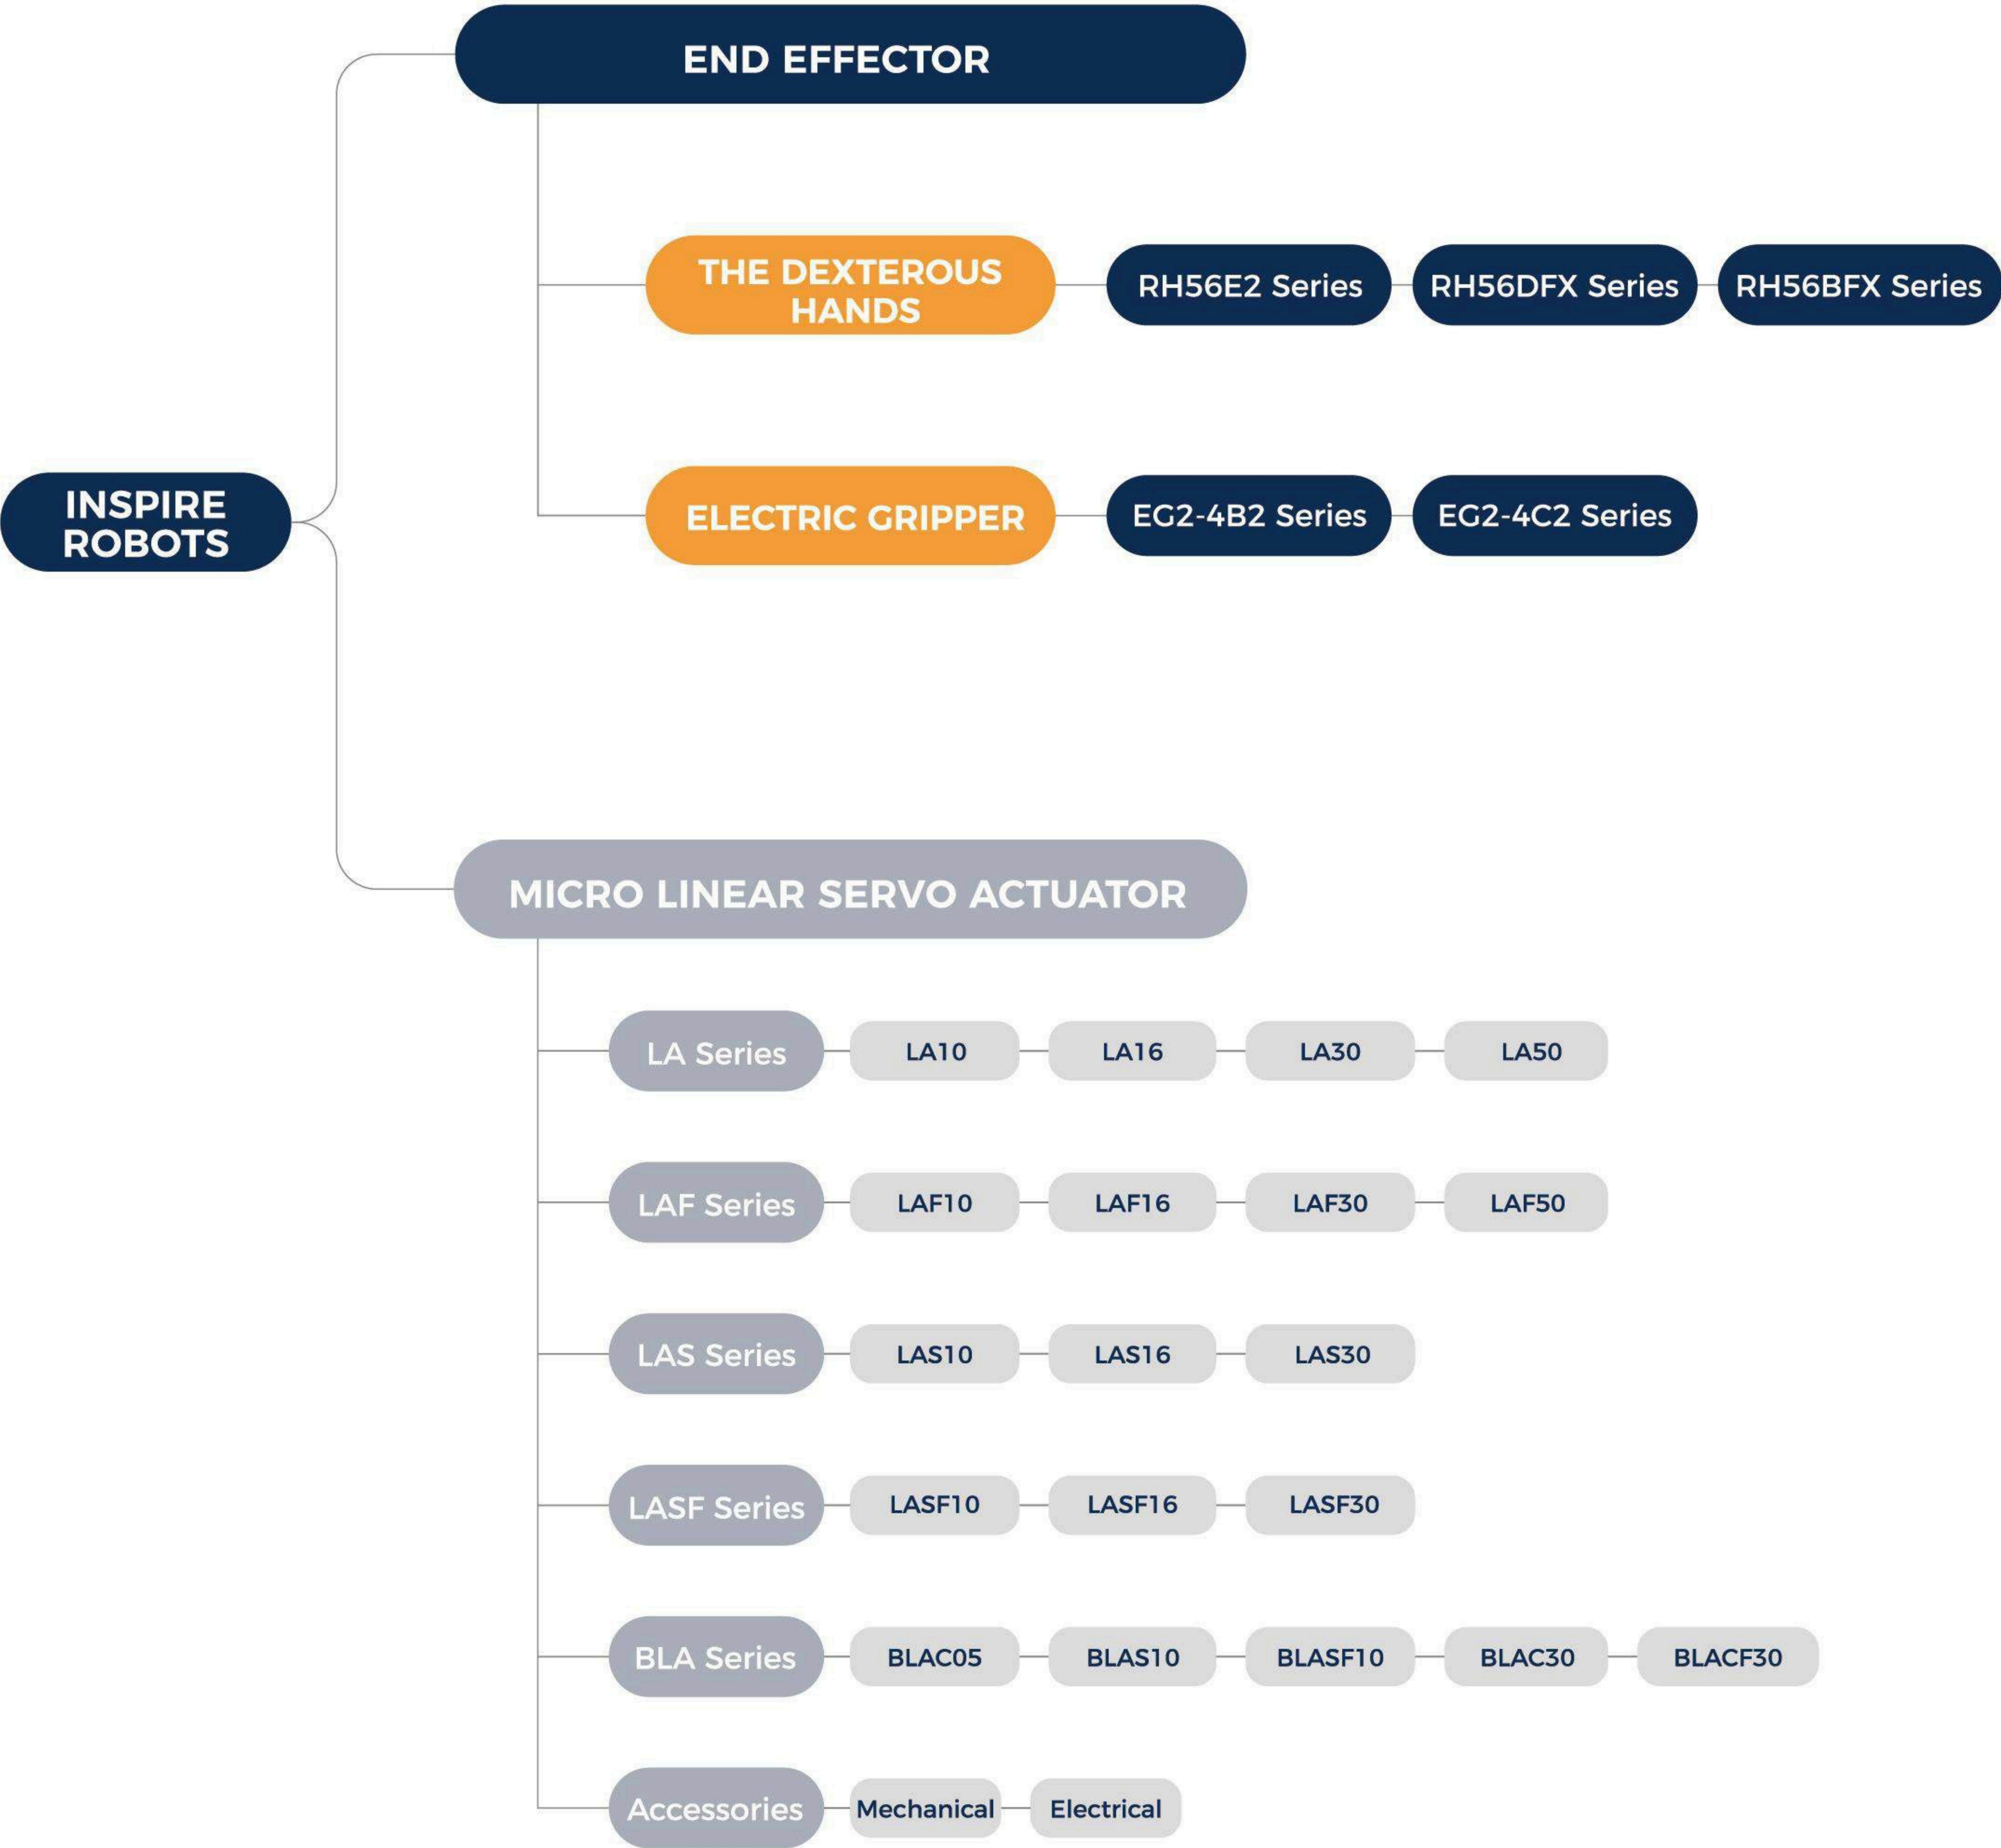 END EFFECTOR
THE DEXTEROUS
HANDS
RH56E2 Series
RH56DFX Series
RH56BFX Series
INSPIRE
ROBOTS
ELECTRIC GRIPPER
EG2-4B2 Series
EG2-4C2 Series
MICRO LINEAR SERVO ACTUATOR
LA Series
LA10
LA16
LA30
LA50
LAF Series
LAF10
LAF16
LAF30
LAF50
LAS Series
LAS10
LAS16
LAS30
LASF Series
LASF10
LASF16
LASF30
BLA Series
BLAC05
BLAS10
BLASF10
BLAC30
BLACF30
Accessories
Mechanical
Electrical